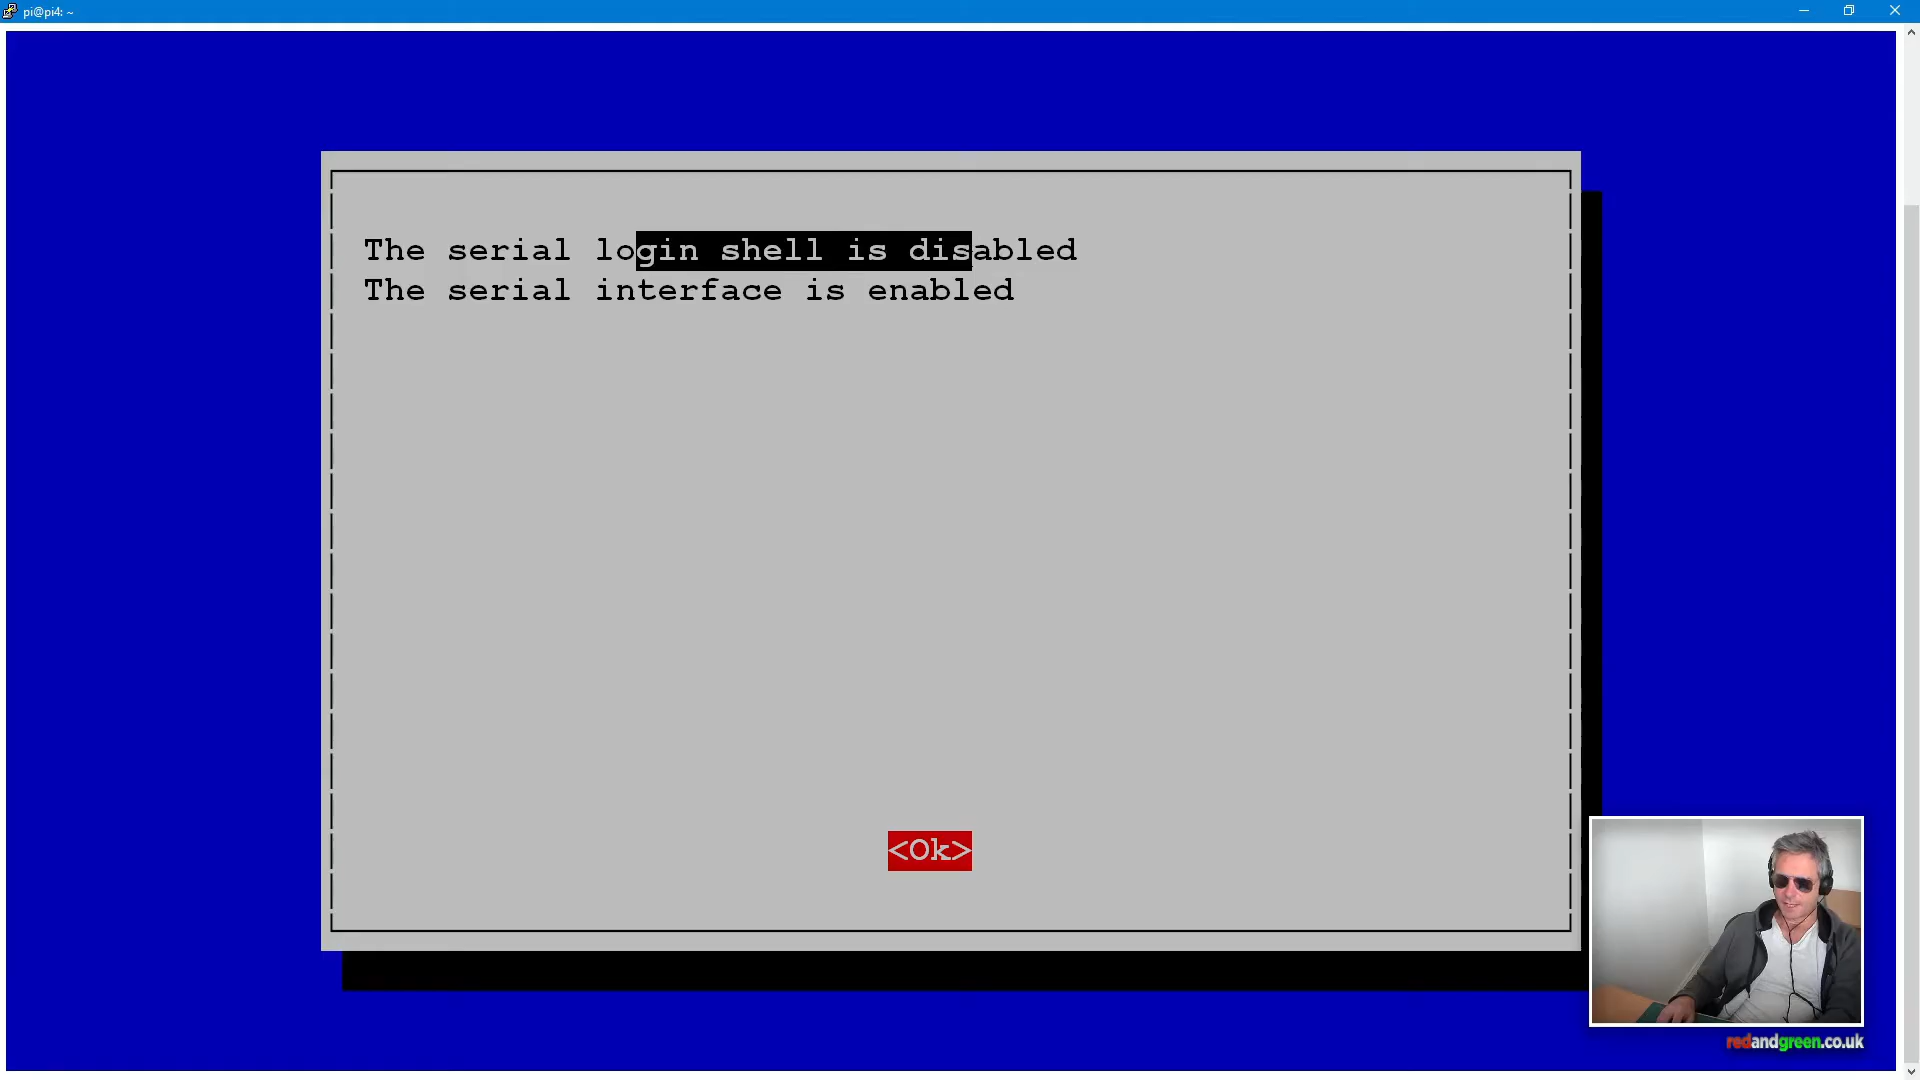 pi@pi4: ~
The serial login shell is disabled
The serial interface is enabled
<Ok>
redandgreen.co.uk